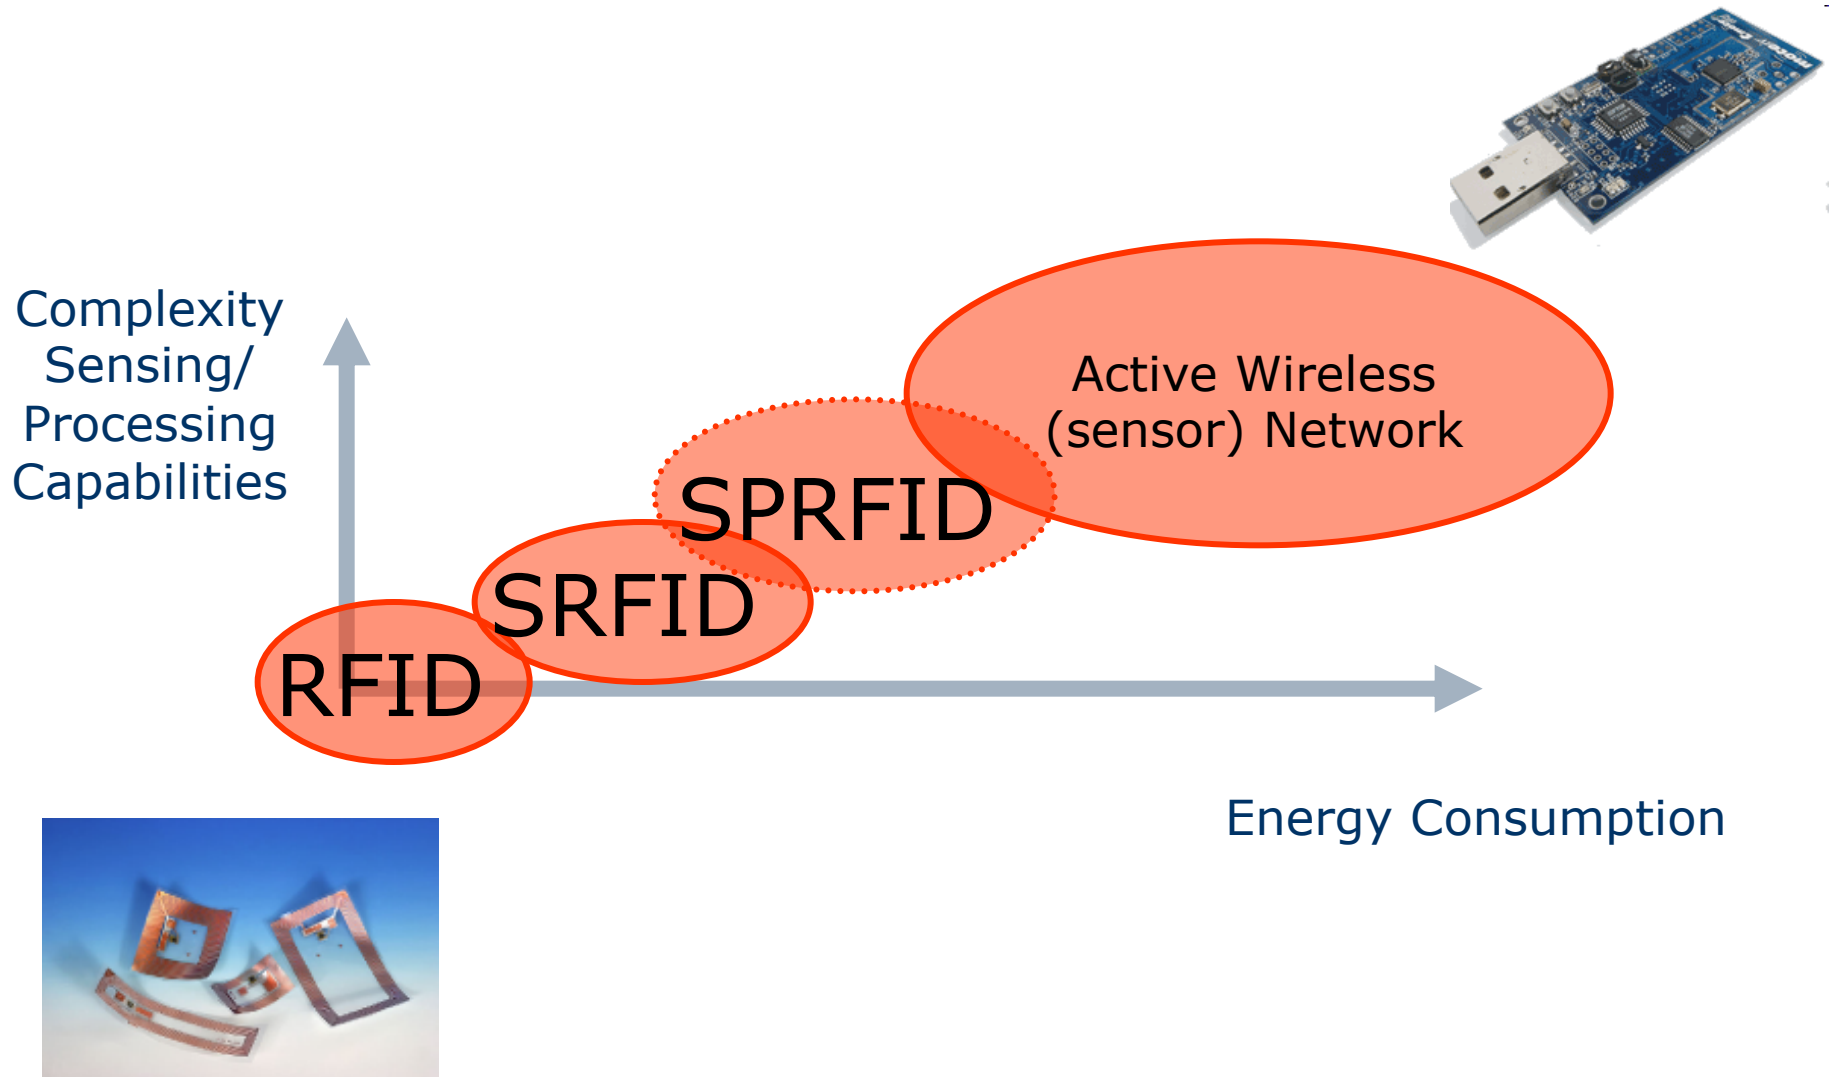 Complexity
Sensing/
Processing
Capabilities
Active Wireless
(sensor) Network
SPRFID
SRFID
RFID
Energy Consumption